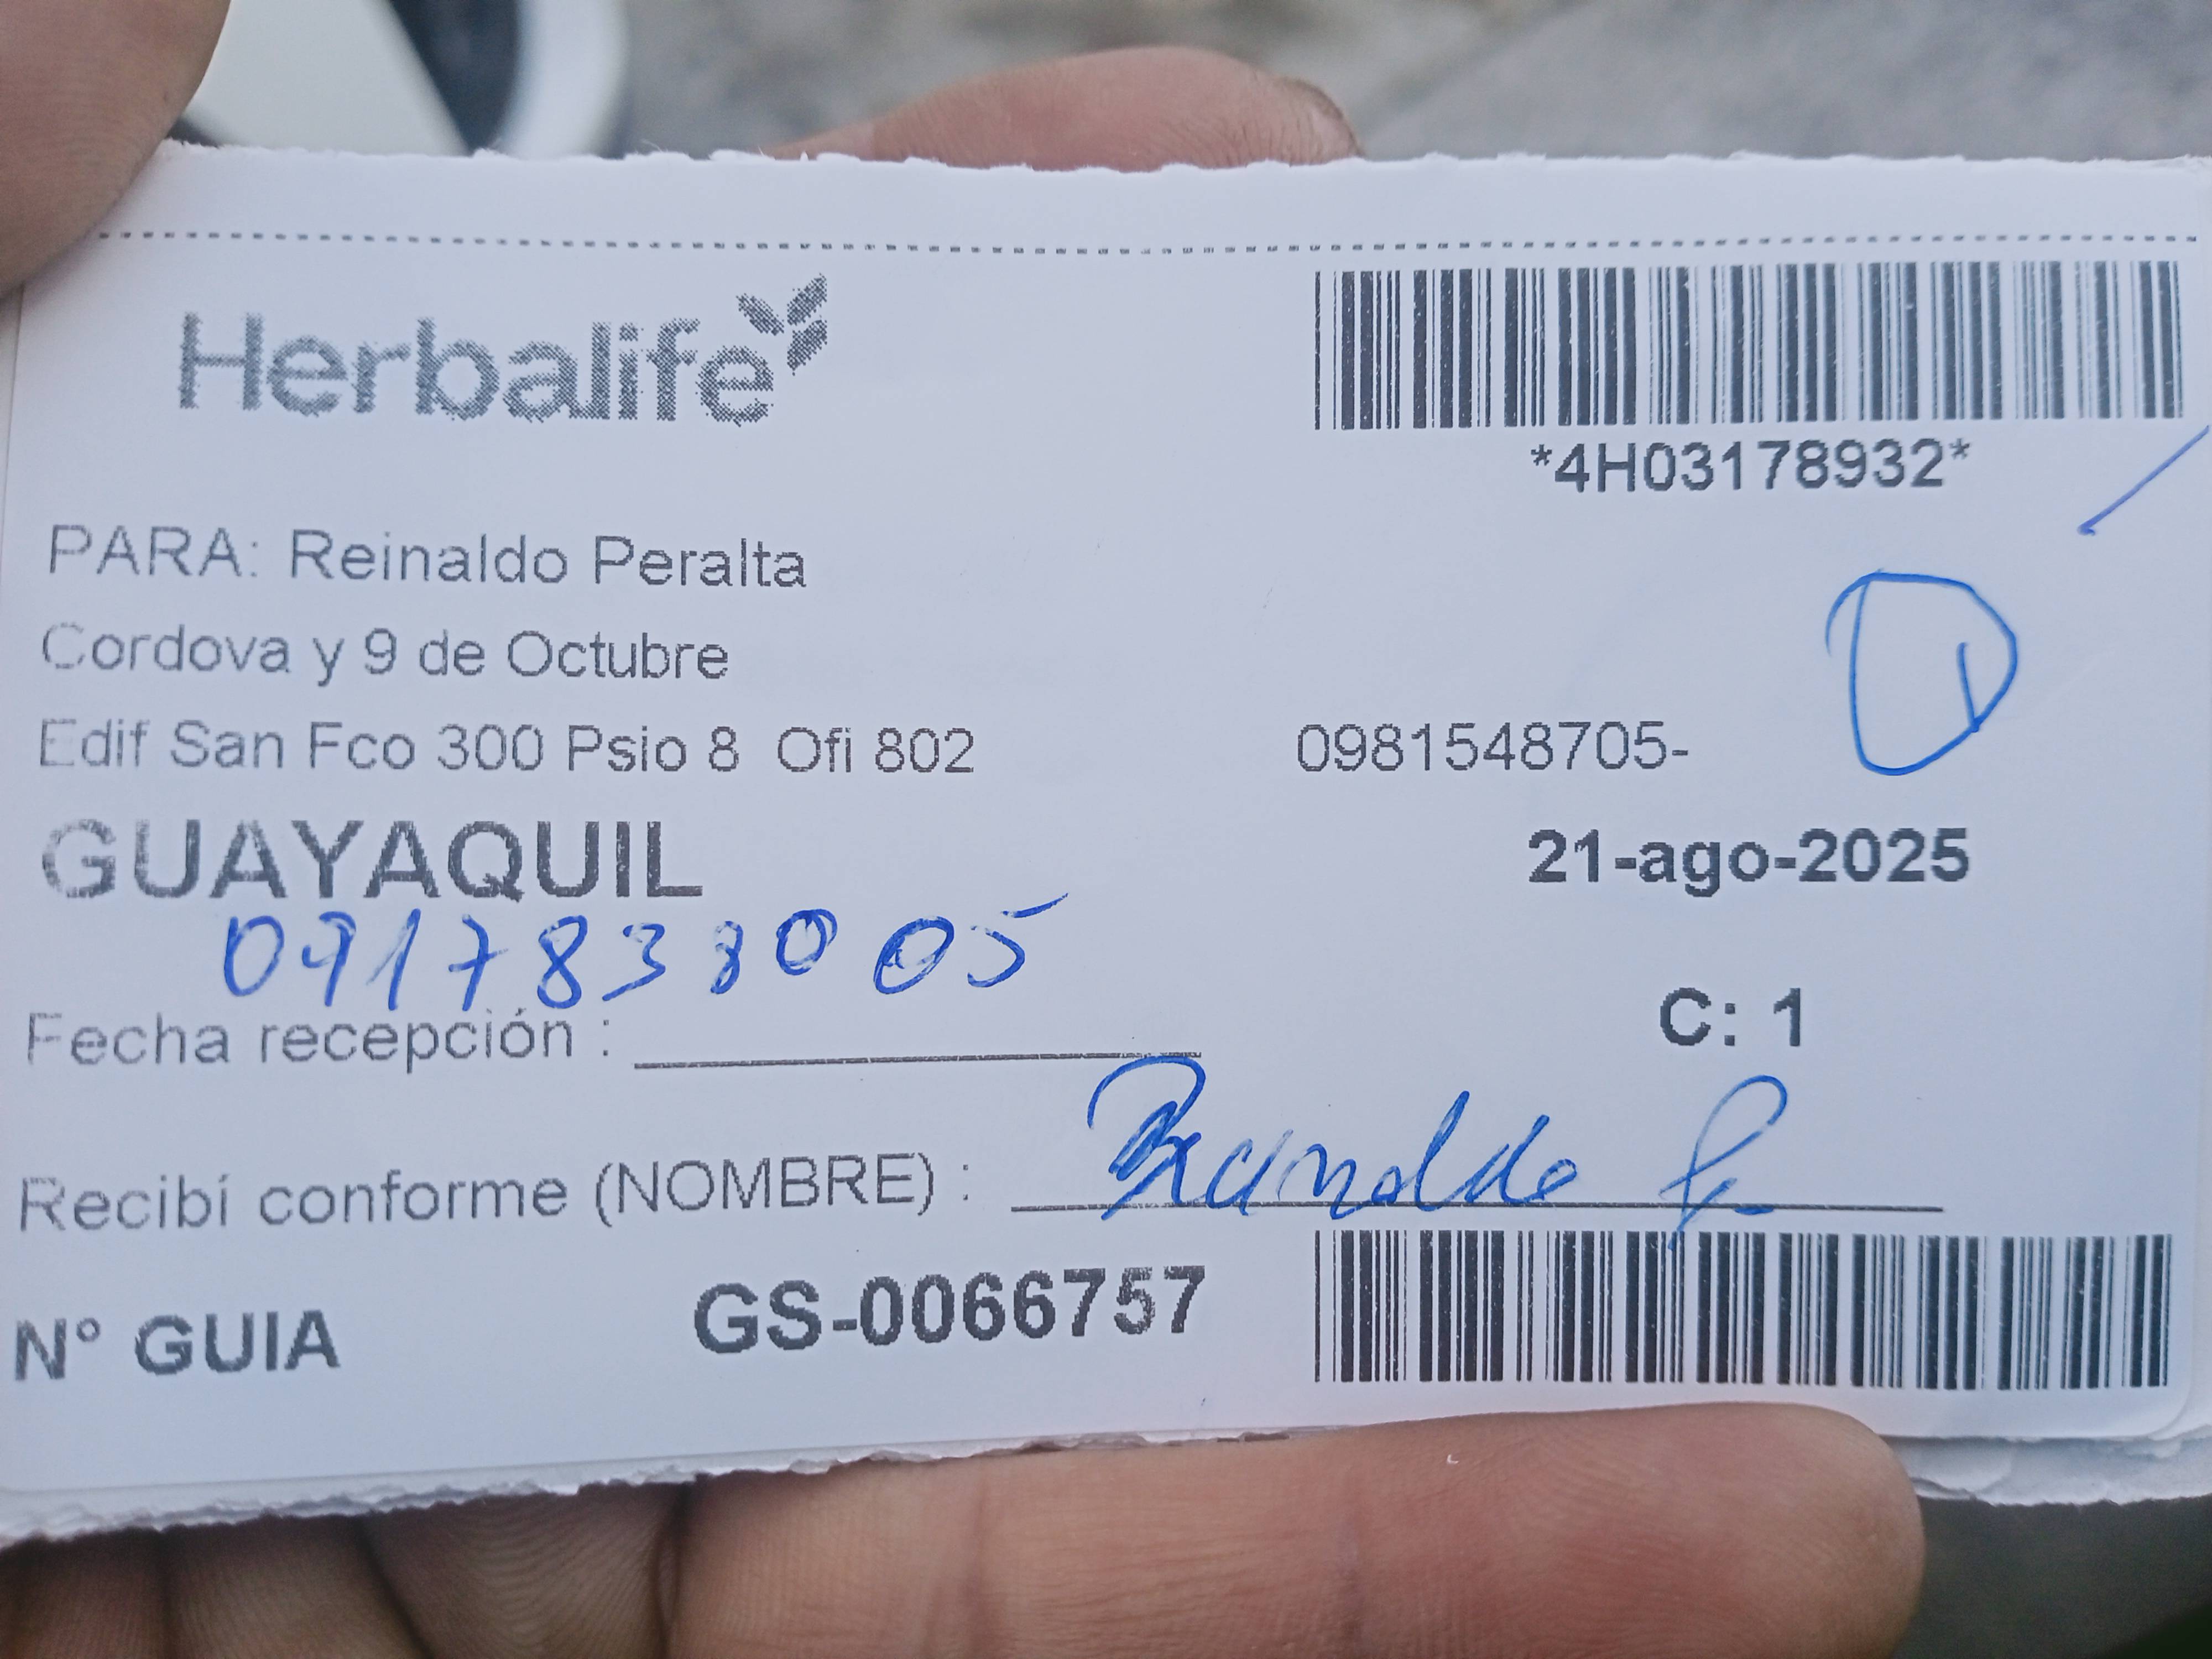 Herbalife
*4H03178932*
PARA: Reinaldo Peralta
Cordova y 9 de Octubre
Edif San Fco 300 Psio 8 Ofi 802 0981548705-
GUAYAQUIL 21-ago-2025
0917833005
Fecha recepción :
C: 1
Recibí conforme (NOMBRE) : Reinaldo P
N° GUIA GS-0066757